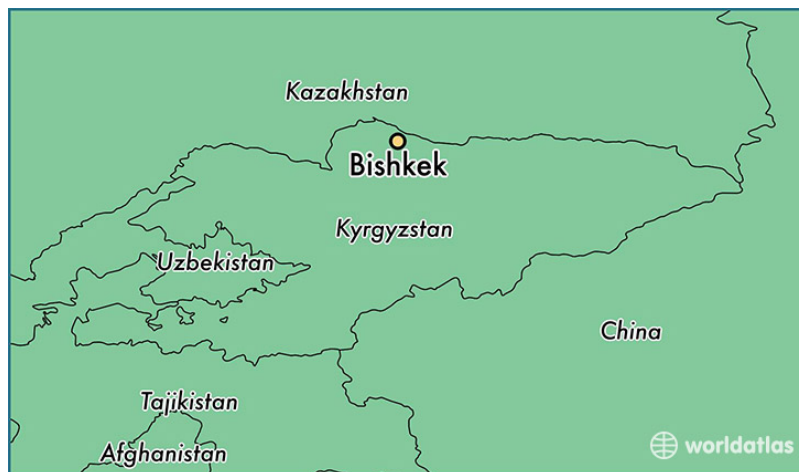 Kazakhstan
Bishkek
Kyrgyzstan
Uzbekistan
China
Tajikistan
Afghanistan
worldatlas